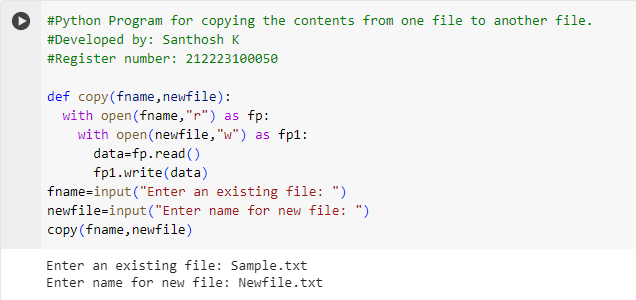 #Python Program for copying the contents from one file to another file.
#Developed by: Santhosh K
#Register number: 212223100050

def copy(fname,newfile):
  with open(fname,"r") as fp:
    with open(newfile,"w") as fp1:
      data=fp.read()
      fp1.write(data)
fname=input("Enter an existing file: ")
newfile=input("Enter name for new file: ")
copy(fname,newfile)

Enter an existing file: Sample.txt
Enter name for new file: Newfile.txt